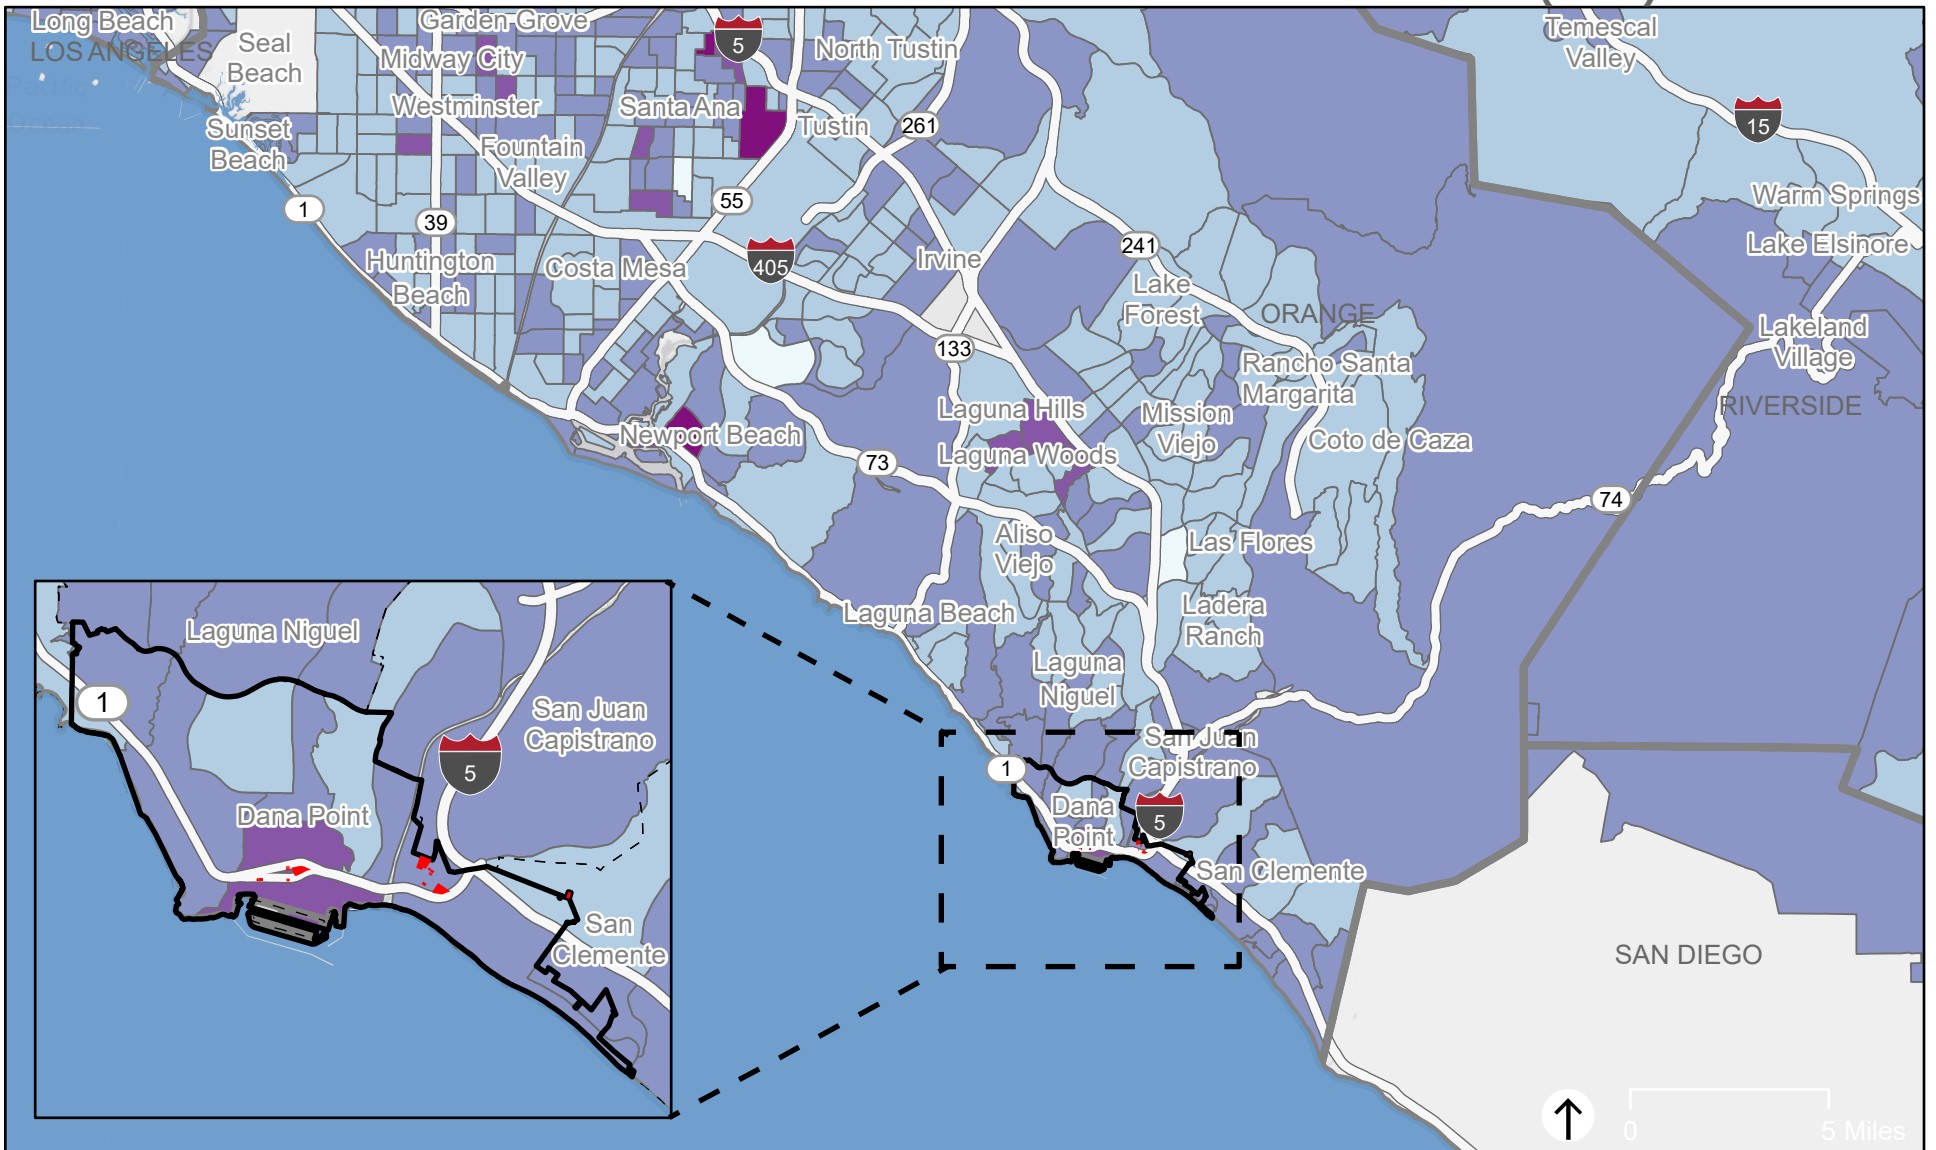 Long Beach
LOS ANGELES
Pacific
Ocean
Seal
Beach
Garden Grove
Midway City
5
North Tustin
Temescal
Valley
Westminster
Santa Ana
Tustin
261
15
Sunset
Beach
Fountain
Valley
1
39
55
Warm Springs
Huntington
Beach
Costa Mesa
405
Irvine
241
Lake Elsinore
Lake
Forest
ORANGE
Lakeland
Village
133
Rancho Santa
Margarita
RIVERSIDE
Newport Beach
Laguna Hills
Mission
Viejo
Coto de Caza
73
Laguna Woods
74
Aliso
Viejo
Las Flores
Laguna Beach
Ladera
Ranch
Laguna
Niguel
San Juan
Capistrano
1
Dana
Point
5
San Clemente
SAN DIEGO
Laguna Niguel
1
San Juan
Capistrano
5
Dana Point
San
Clemente
0
5 Miles